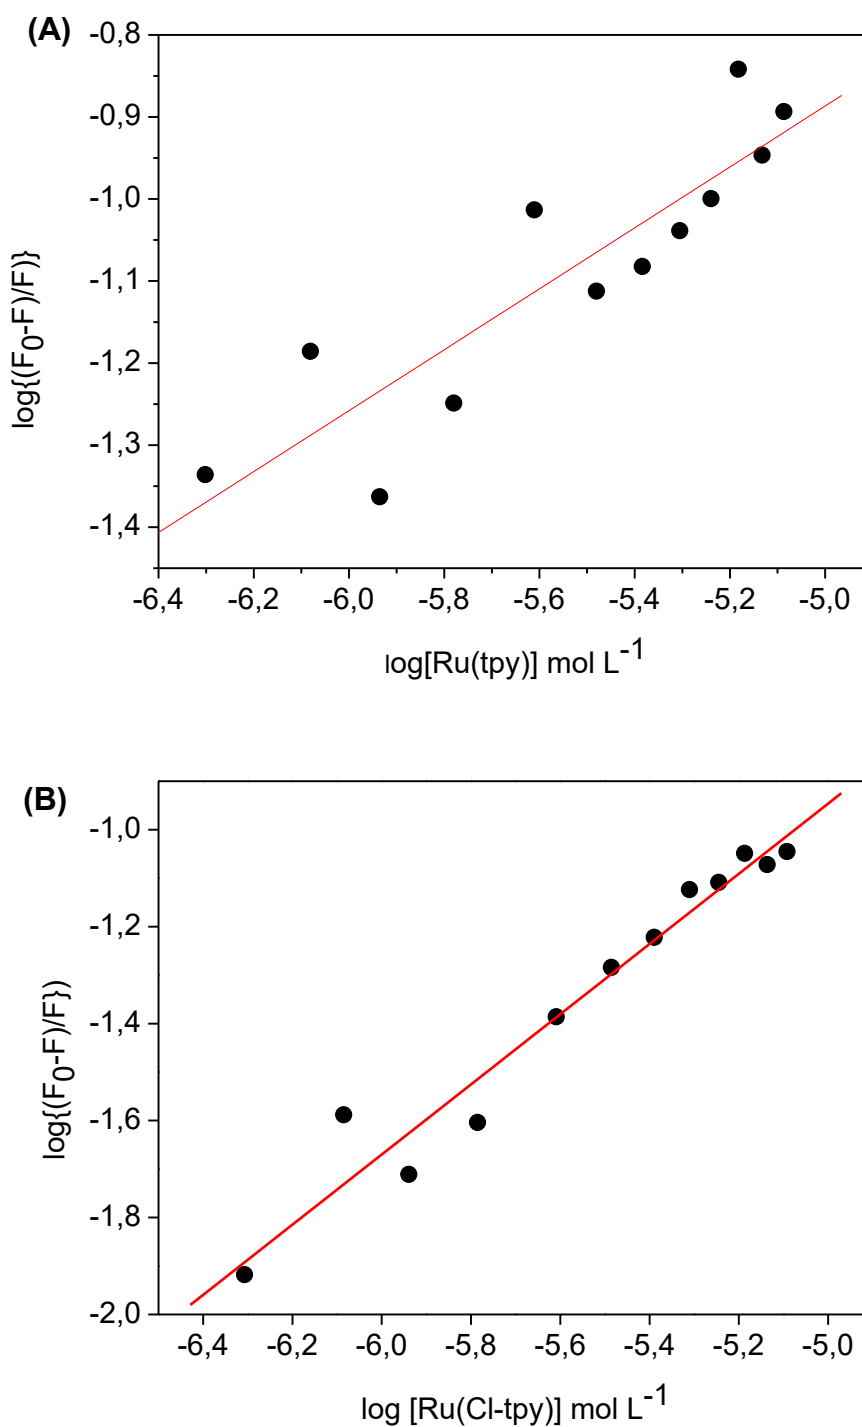 (A)
-0,8
-0,9
-1,0
-1,1
-1,2
-1,3
-1,4
log{(F0-F)/F)}
-6,4 -6,2 -6,0 -5,8 -5,6 -5,4 -5,2 -5,0
log[Ru(tpy)] mol L-1
(B)
-1,0
-1,2
-1,4
-1,6
-1,8
-2,0
log{(F0-F)/F})
-6,4 -6,2 -6,0 -5,8 -5,6 -5,4 -5,2 -5,0
log [Ru(Cl-tpy)] mol L-1